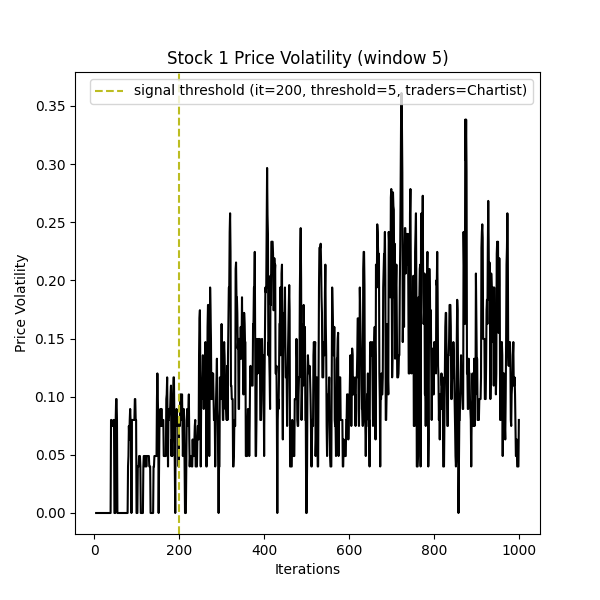 Stock 1 Price Volatility (window 5)
signal threshold (it=200, threshold=5, traders=Chartist)
0.35
0.30
0.25
0.20
0.15
0.10
0.05
0.00
Price Volatility
0 200 400 600 800 1000
Iterations